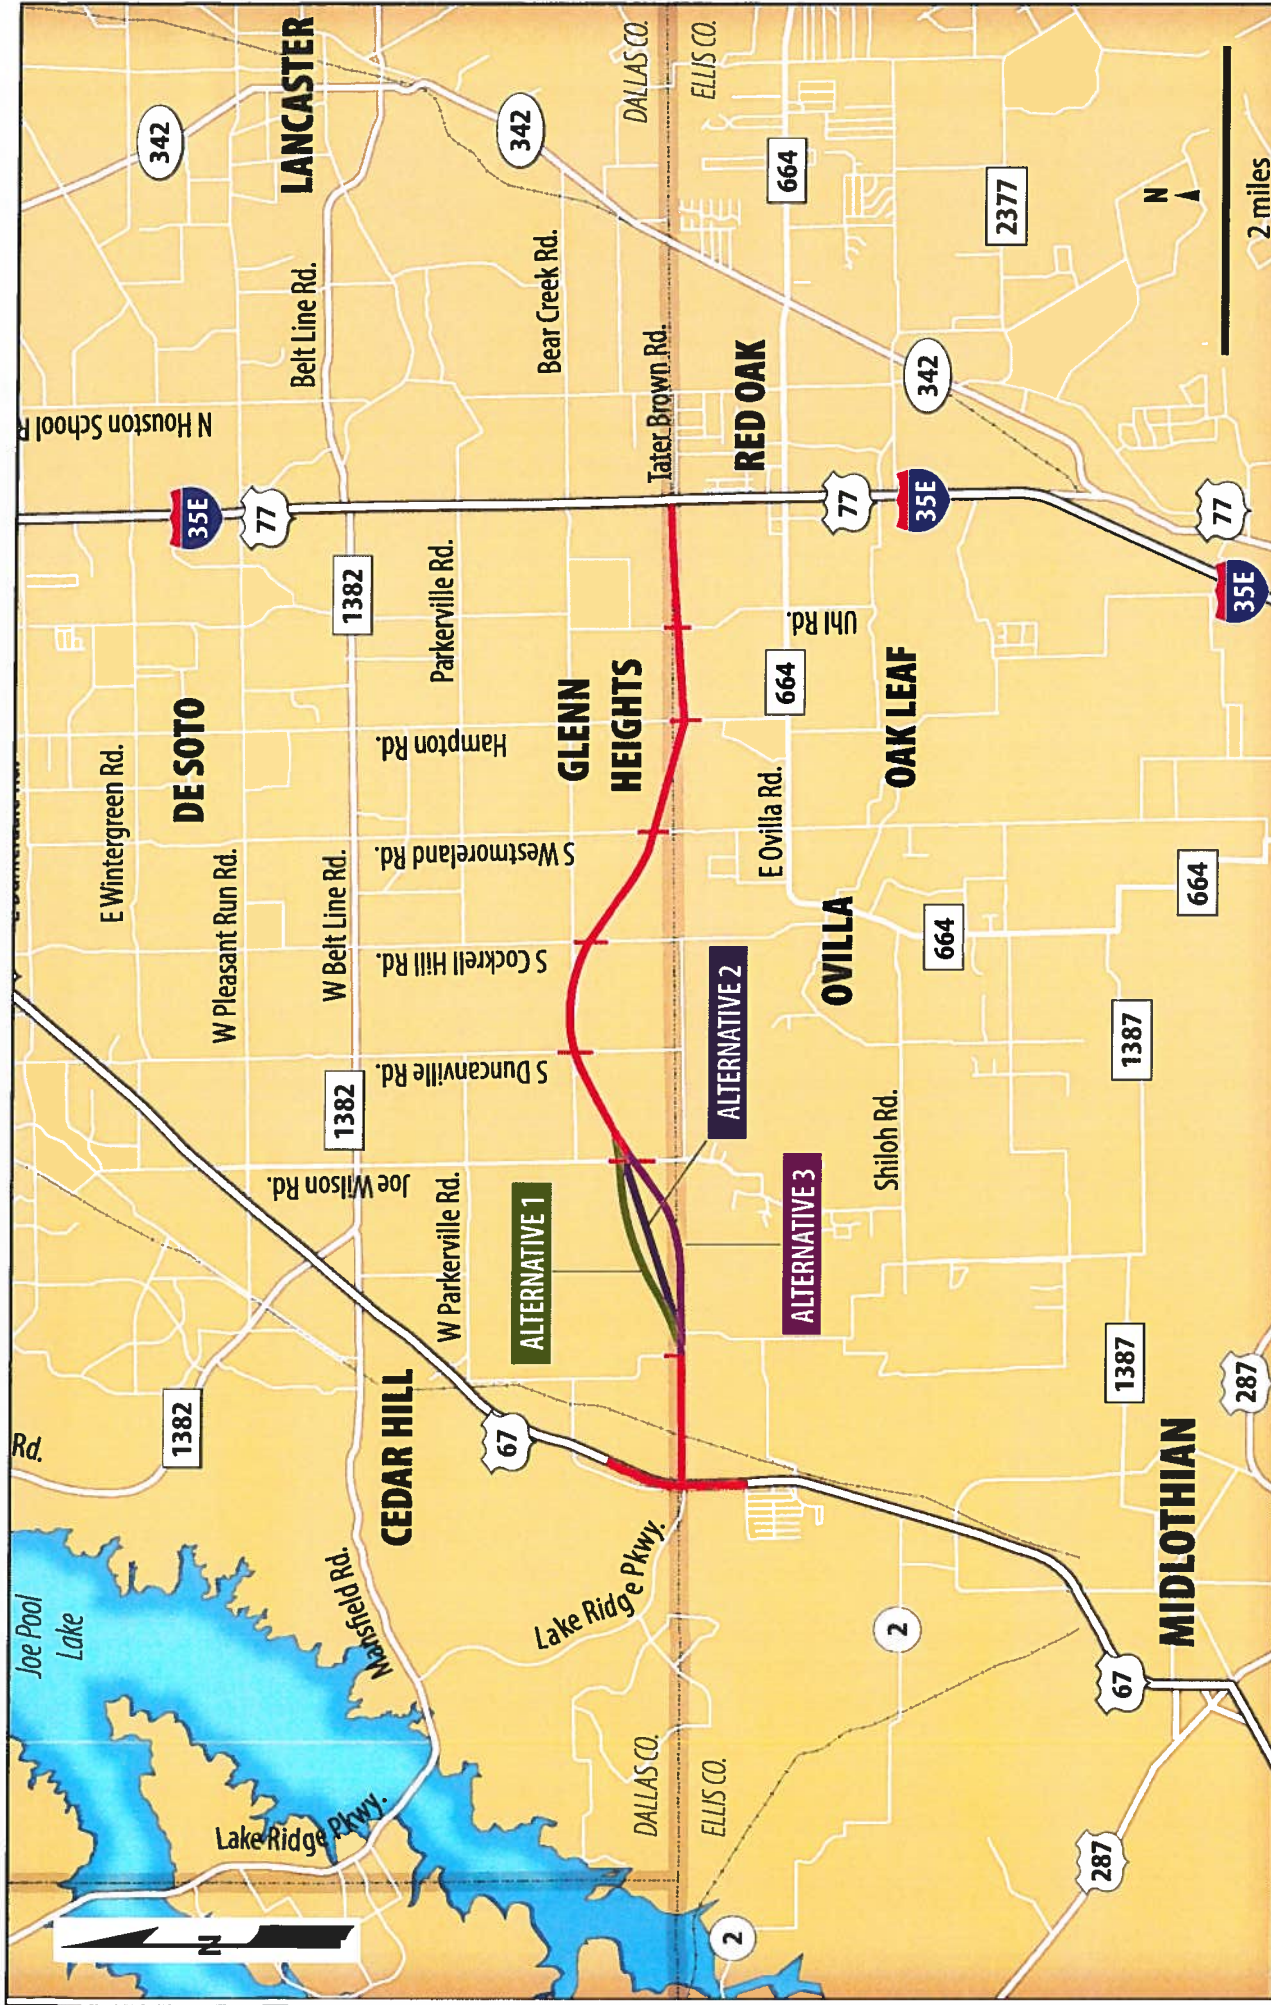 Joe Pool
Lake
Rd.
1382
E Wintergreen Rd.
DE SOTO
35E
77
N Houston School R
342
LANCASTER
Lake Ridge Pkwy.
Mansfield Rd.
CEDAR HILL
W Pleasant Run Rd.
W Belt Line Rd.
1382
1382
Belt Line Rd.
Joe Wilson Rd.
W Parkerville Rd.
67
S Duncanville Rd.
S Cockrell Hill Rd.
S Westmoreland Rd.
Hampton Rd.
Parkerville Rd.
Bear Creek Rd.
342
ALTERNATIVE 1
GLENN
HEIGHTS
Lake Ridge Pkwy.
DALLAS CO.
ELLIS CO.
DALLAS CO.
ELLIS CO.
Tater Brown Rd.
ALTERNATIVE 2
ALTERNATIVE 3
RED OAK
664
E Ovilla Rd.
664
Uhl Rd.
77
35E
OVILLA
OAK LEAF
664
Shiloh Rd.
342
2377
2
2
1387
1387
664
287
67
MIDLOTHIAN
287
77
35E
N
N
2 miles